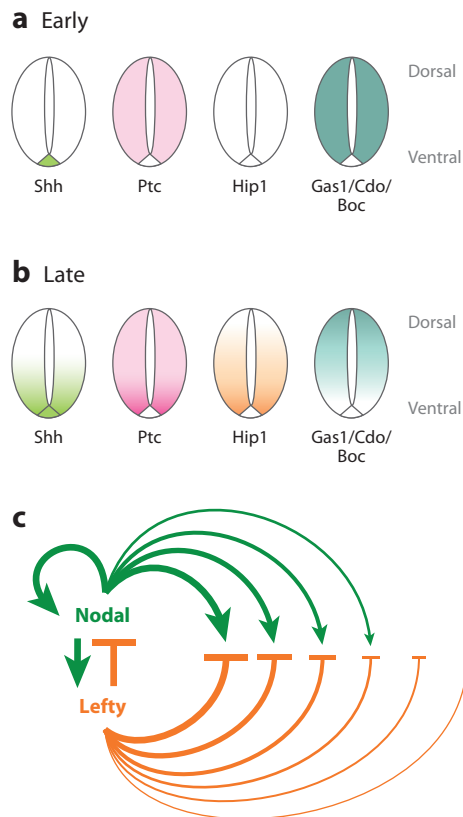 a Early
Dorsal
Ventral
Shh
Ptc
Hip1
Gas1/Cdo/
Boc
b Late
Dorsal
Ventral
Shh
Ptc
Hip1
Gas1/Cdo/
Boc
c
Nodal
Lefty